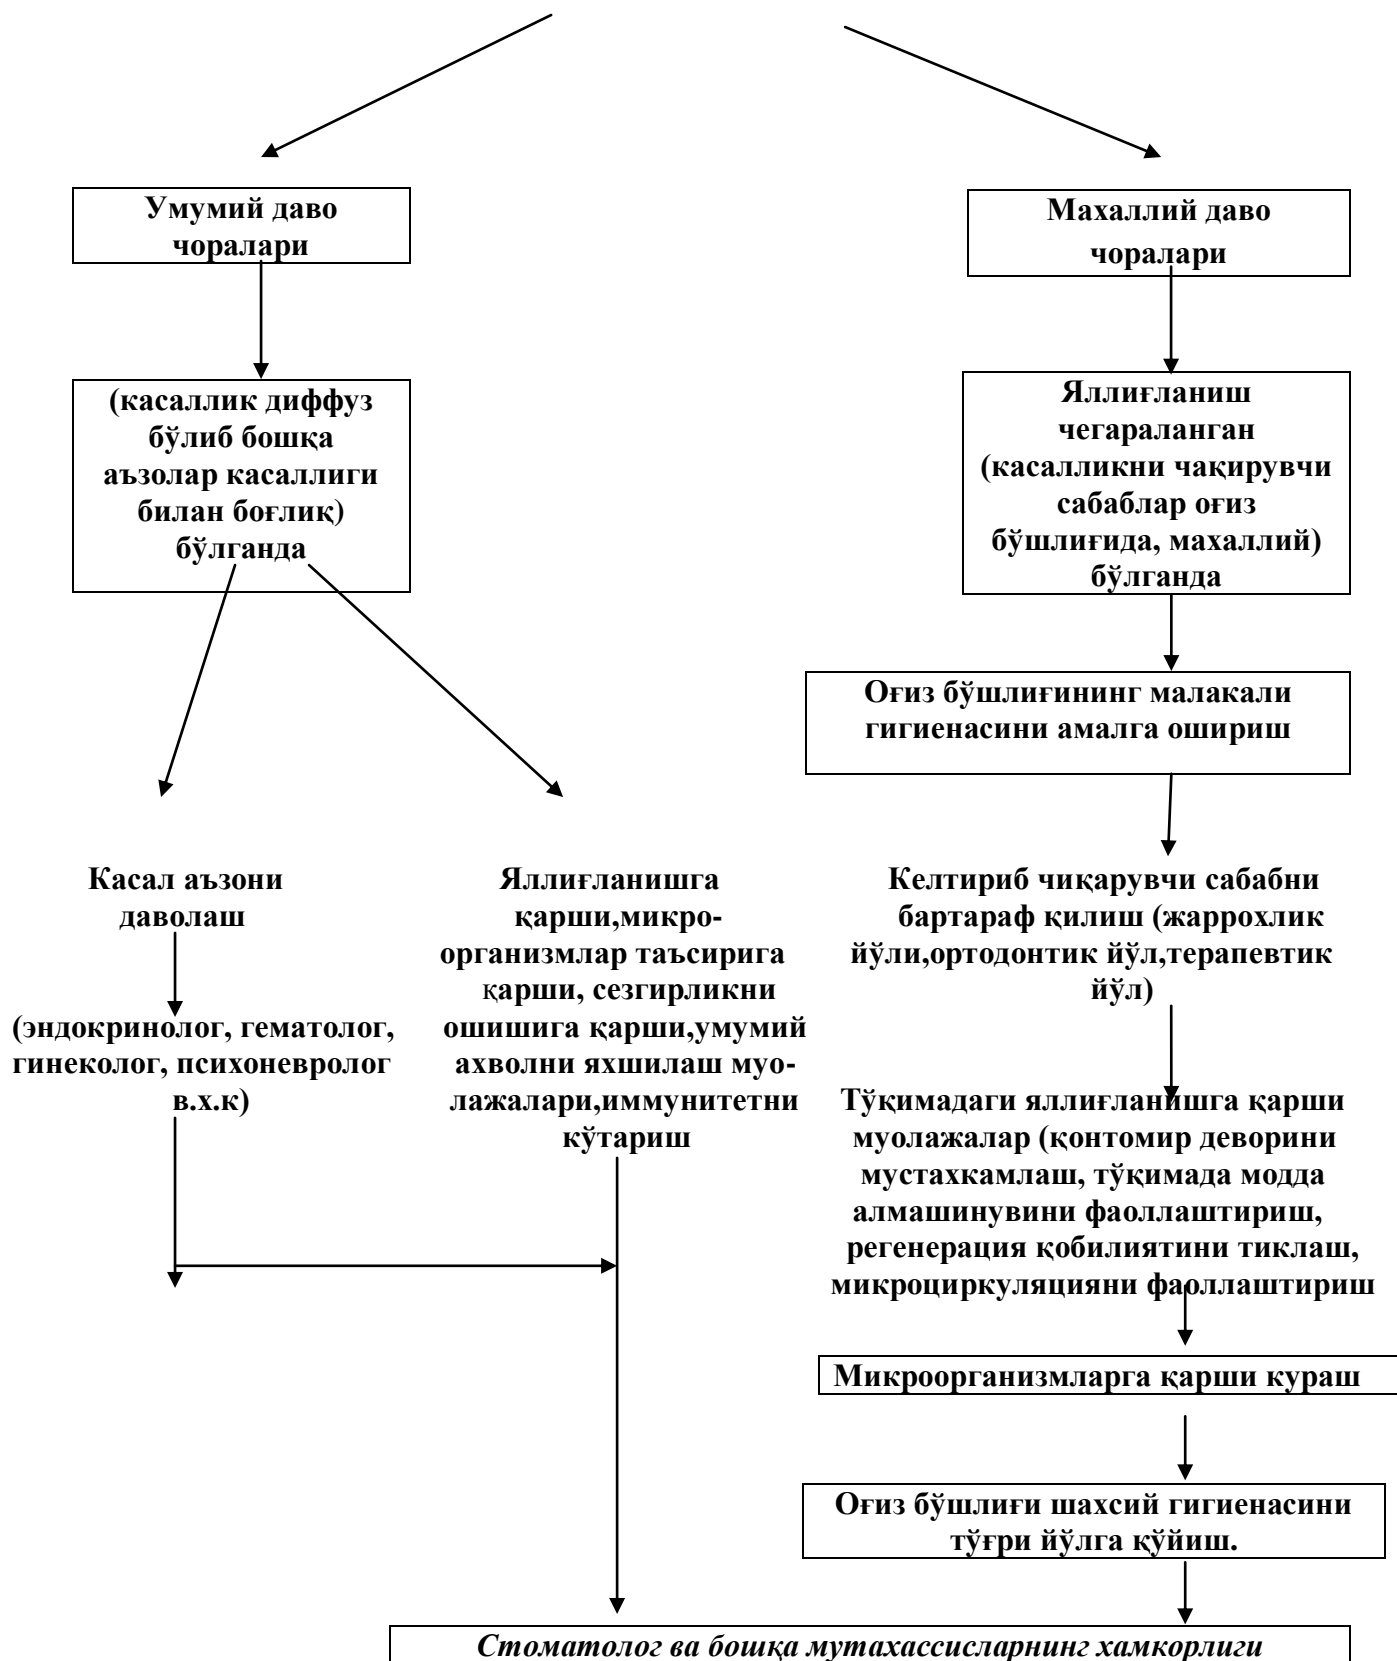 Умумий даво
чоралари
Махаллий даво
чоралари
(касаллик диффуз
бўлиб бошқа
аъзолар касаллиги
билан боғлиқ)
бўлганда
Яллиғланиш
чегараланган
(касалликни чақирувчи
сабаблар оғиз
бўшлиғида, махаллий)
бўлганда
Оғиз бўшлиғининг малакали
гигиенасини амалга ошириш
Касал аъзони
даволаш
(эндокринолог, гематолог,
гинеколог, психоневролог
в.х.к)
Яллиғланишга
қарши,микро-
организмлар таъсирига
қарши, сезгирликни
ошишига қарши,умумий
ахволни яхшилаш муо-
лажалари,иммунитетни
кўтариш
Келтириб чиқарувчи сабабни
бартараф қилиш (жаррохлик
йўли,ортодонтик йўл,терапевтик
йўл)
Тўқимадаги яллиғланишга қарши
муолажалар (қонтомир деворини
мустахкамлаш, тўқимада модда
алмашинувини фаоллаштириш,
регенерация қобилиятини тиклаш,
микроциркуляцияни фаоллаштириш
Микроорганизмларга қарши кураш
Оғиз бўшлиғи шахсий гигиенасини
тўғри йўлга қўйиш.
Стоматолог ва бошқа мутахассисларнинг хамкорлиги